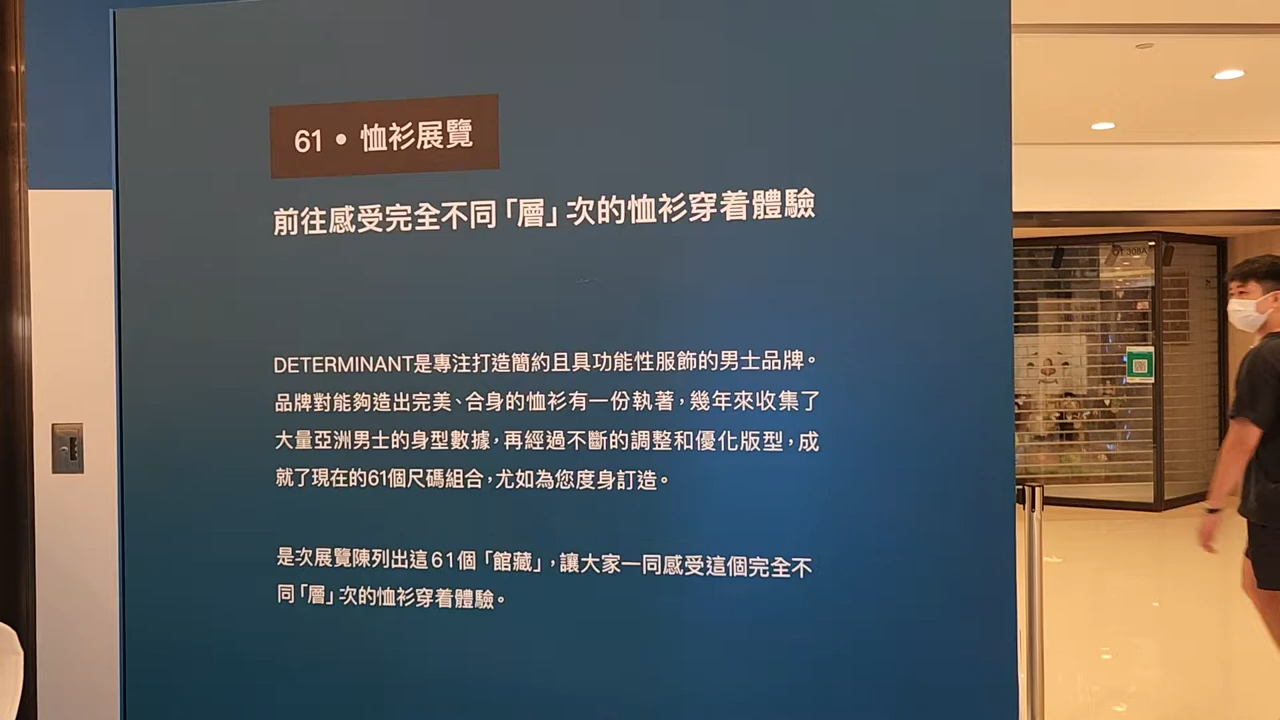 61 • 恤衫展覽
前往感受完全不同「層」次的恤衫穿着體驗
DETERMINANT是專注打造簡約且具功能性服飾的男士品牌。
品牌對能夠造出完美、合身的恤衫有一份執著，幾年來收集了
大量亞洲男士的身型數據，再經過不斷的調整和優化版型，成
就了現在的61個尺碼組合，尤如為您度身訂造。
是次展覽陳列出這61個「館藏」，讓大家一同感受這個完全不
同「層」次的恤衫穿着體驗。